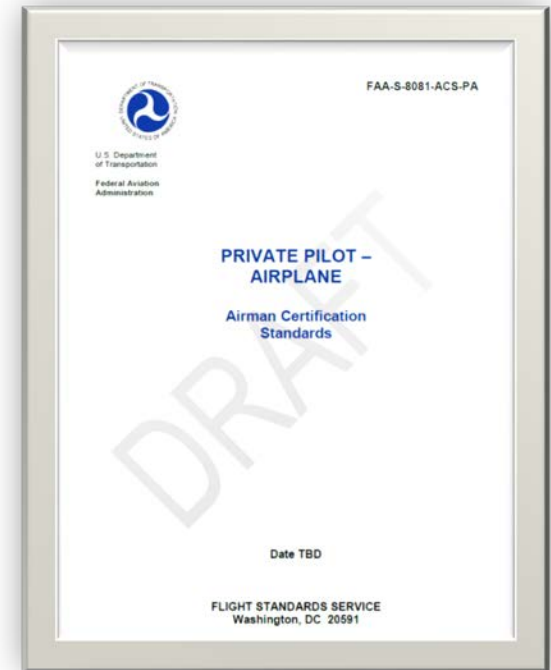 FAA-S-8081-ACS-PA
U.S. Department
of Transportation
Federal Aviation
Administration
PRIVATE PILOT –
AIRPLANE
Airman Certification
Standards
DRAFT
Date TBD
FLIGHT STANDARDS SERVICE
Washington, DC 20591